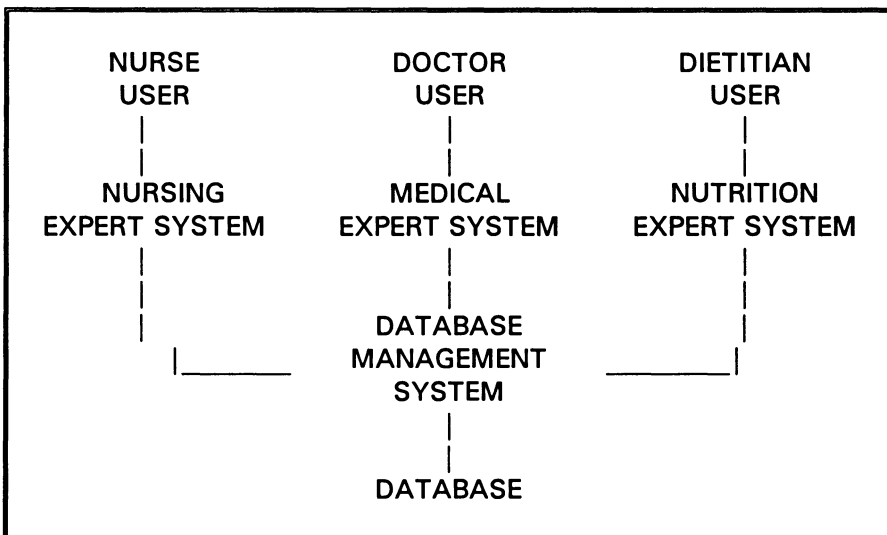 NURSE
USER
DOCTOR
USER
DIETITIAN
USER
NURSING
EXPERT SYSTEM
MEDICAL
EXPERT SYSTEM
NUTRITION
EXPERT SYSTEM
DATABASE
MANAGEMENT
SYSTEM
DATABASE